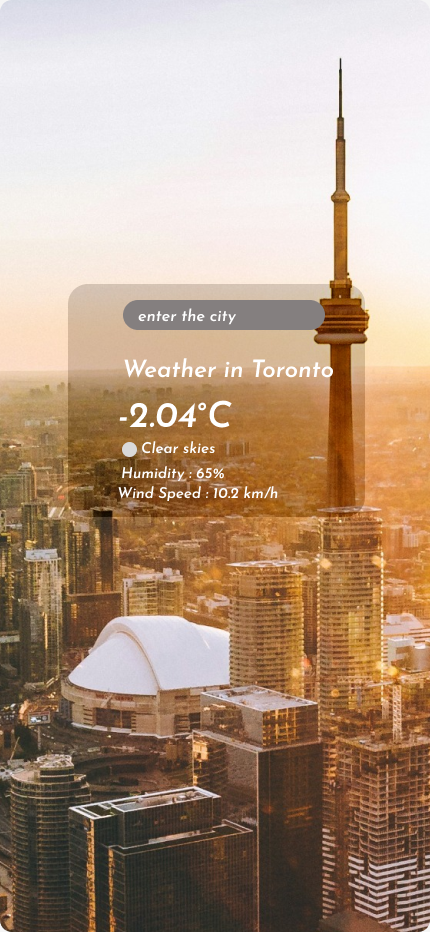 enter the city
Weather in Toronto
-2.04°C
Clear skies
Humidity : 65%
Wind Speed : 10.2 km/h